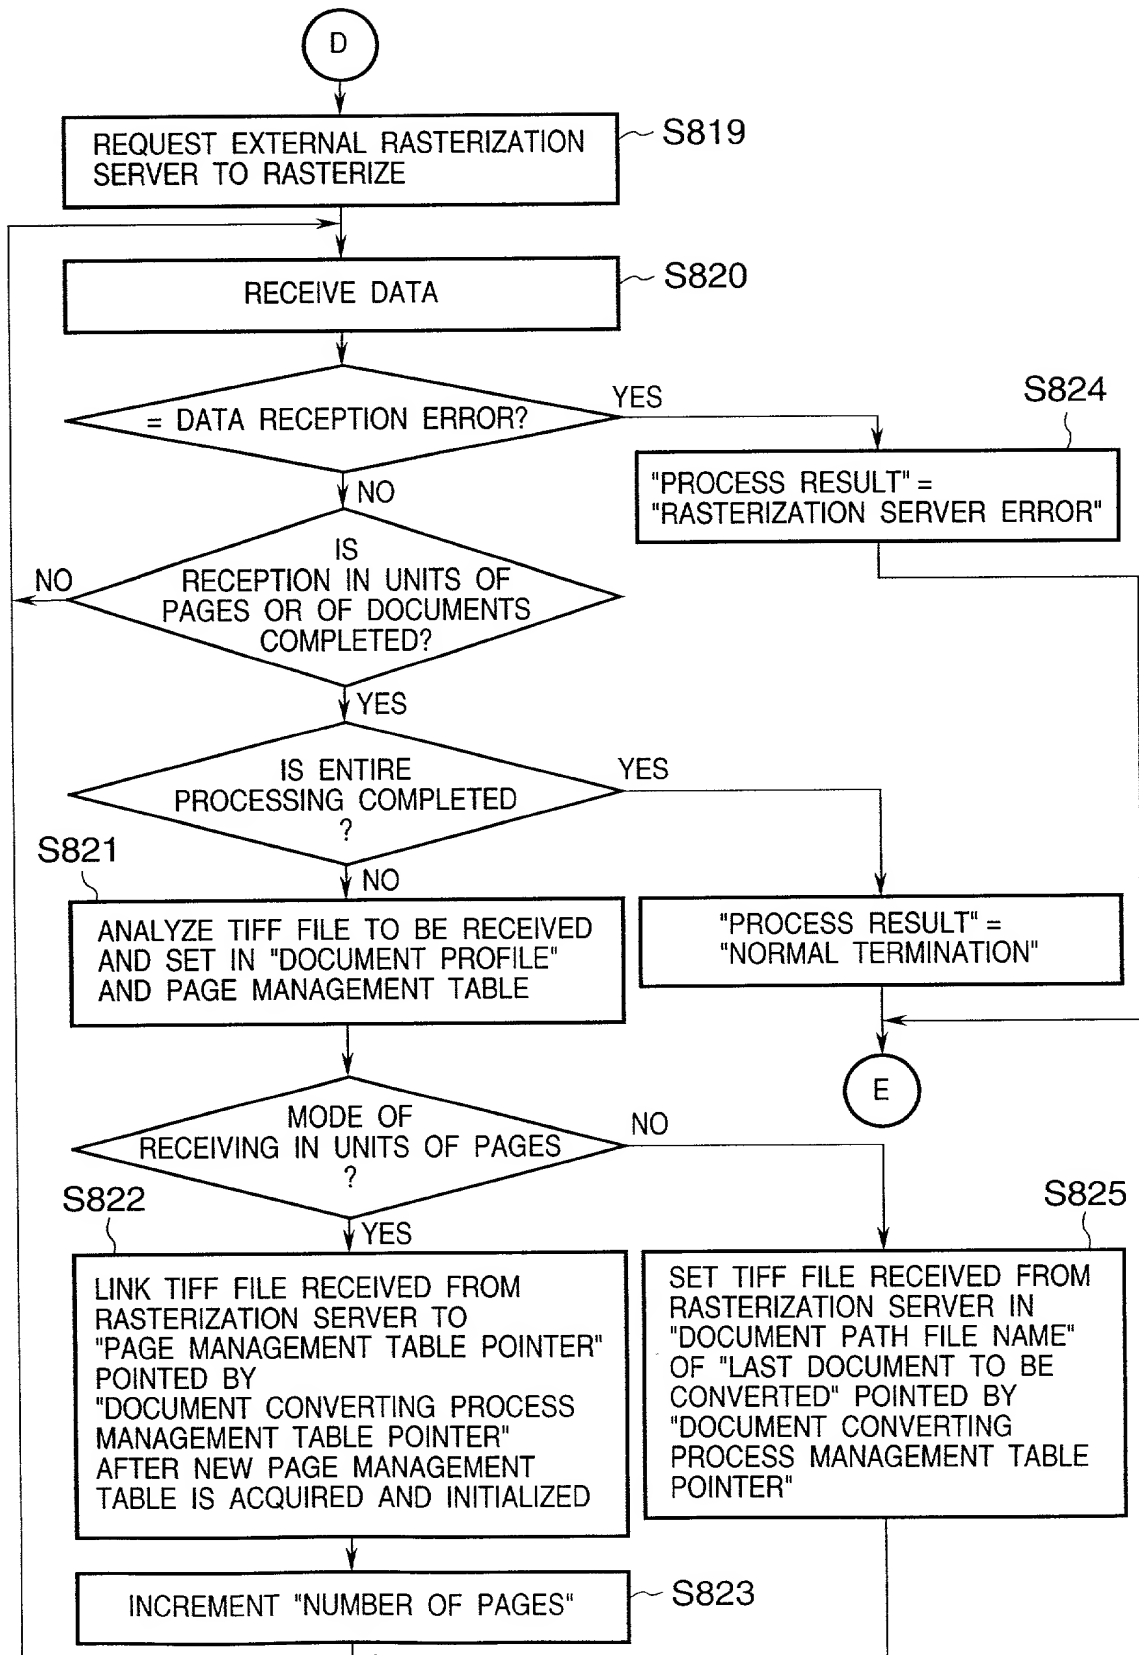 D
REQUEST EXTERNAL RASTERIZATION
SERVER TO RASTERIZE
S819
RECEIVE DATA
S820
= DATA RECEPTION ERROR?
YES
NO
S824
"PROCESS RESULT" =
"RASTERIZATION SERVER ERROR"
IS
RECEPTION IN UNITS OF
PAGES OR OF DOCUMENTS
COMPLETED?
NO
YES
IS ENTIRE
PROCESSING COMPLETED
?
YES
NO
S821
ANALYZE TIFF FILE TO BE RECEIVED
AND SET IN "DOCUMENT PROFILE"
AND PAGE MANAGEMENT TABLE
"PROCESS RESULT" =
"NORMAL TERMINATION"
E
MODE OF
RECEIVING IN UNITS OF PAGES
?
NO
YES
S822
LINK TIFF FILE RECEIVED FROM
RASTERIZATION SERVER TO
"PAGE MANAGEMENT TABLE POINTER"
POINTED BY
"DOCUMENT CONVERTING PROCESS
MANAGEMENT TABLE POINTER"
AFTER NEW PAGE MANAGEMENT
TABLE IS ACQUIRED AND INITIALIZED
S825
SET TIFF FILE RECEIVED FROM
RASTERIZATION SERVER IN
"DOCUMENT PATH FILE NAME"
OF "LAST DOCUMENT TO BE
CONVERTED" POINTED BY
"DOCUMENT CONVERTING
PROCESS MANAGEMENT TABLE
POINTER"
INCREMENT "NUMBER OF PAGES"
S823